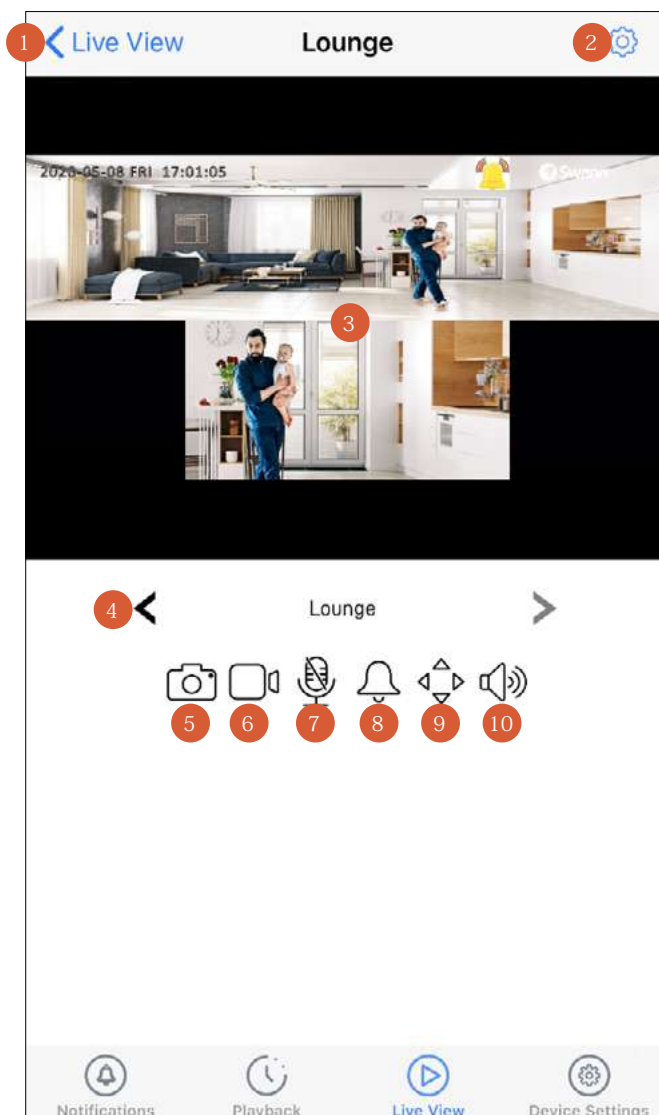 1 Live View Lounge 2
2020-05-08 FRI 17:01:05 Swann
3
4 Lounge
5 6 7 8 9 10
Notifications Playback Live View Device Settings